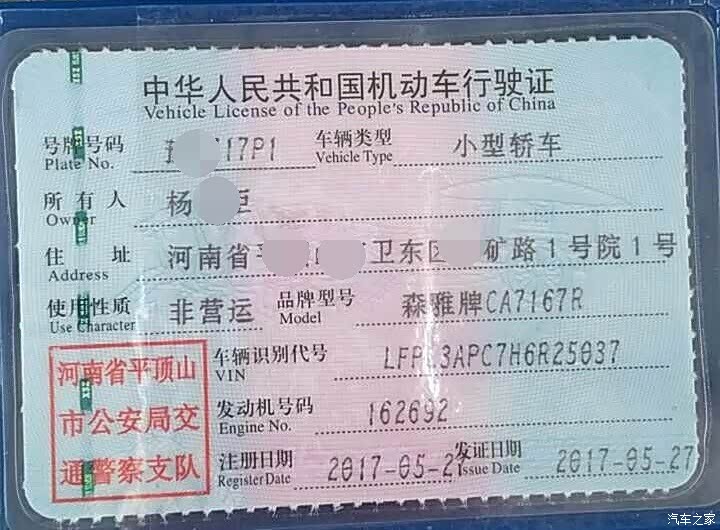 中华人民共和国机动车行驶证
Vehicle License of the People's Republic of China
号牌号码 17P1 车辆类型 小型轿车
Plate No. Vehicle Type
所有人 杨
Owner
住址 河南省平 卫东区 矿路1号院1号
Address
使用性质 非营运 品牌型号 森雅牌CA7167R
Use Character Model
河南省平顶山
市公安局交
通警察支队
车辆识别代号 LFP 3APC7H6R25037
VIN
发动机号码 162692
Engine No.
注册日期 2017-05-2 发证日期 2017-05-27
Register Date Issue Date
汽车之家